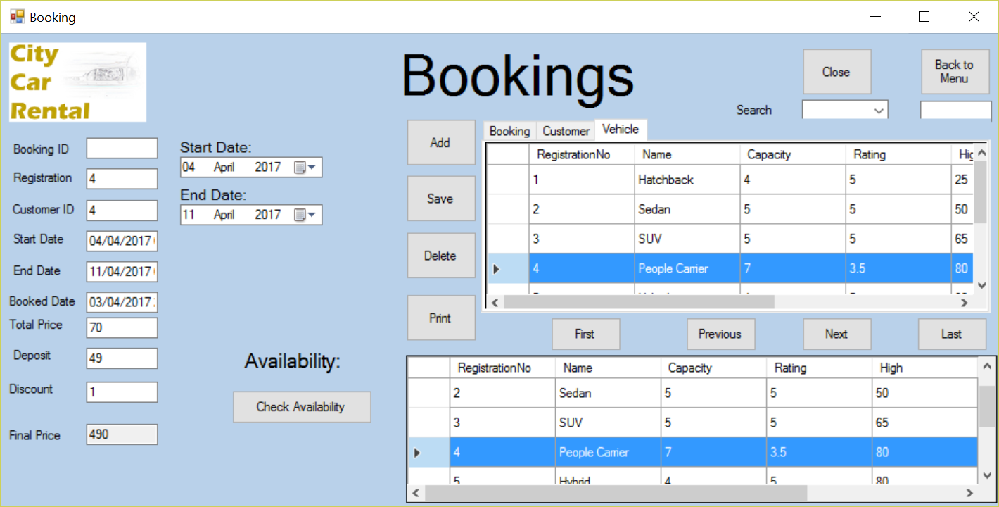 Booking
City
Car
Rental
Bookings
Close
Back to
Menu
Search
Booking ID
Registration 4
Customer ID 4
Start Date 04/04/2017
End Date 11/04/2017
Booked Date 03/04/2017
Total Price 70
Deposit 49
Discount 1
Final Price 490
Start Date:
04 April 2017
End Date:
11 April 2017
Availability:
Check Availability
Add
Save
Delete
Print
Booking Customer Vehicle
RegistrationNo Name Capacity Rating Hig
1 Hatchback 4 5 25
2 Sedan 5 5 50
3 SUV 5 5 65
4 People Carrier 7 3.5 80
First Previous Next Last
RegistrationNo Name Capacity Rating High
2 Sedan 5 5 50
3 SUV 5 5 65
4 People Carrier 7 3.5 80
5 Hybrid 4 5 80